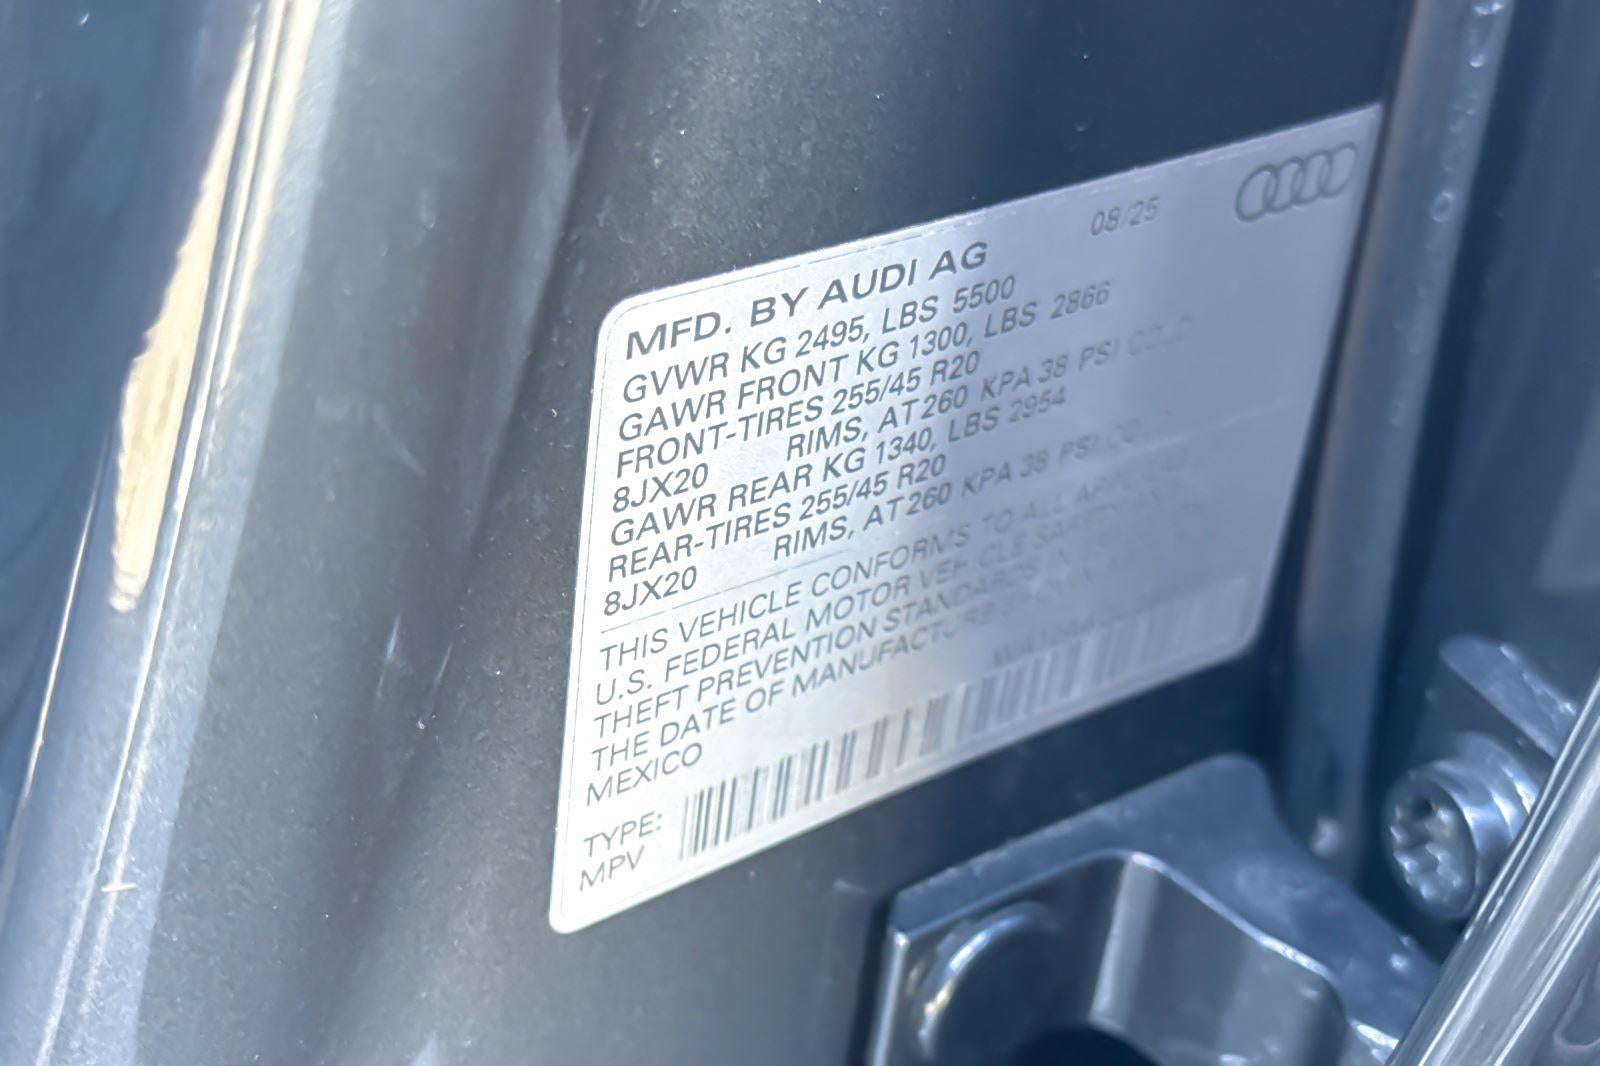 08/25
MFD. BY AUDI AG
GVWR KG 2495, LBS 5500
GAWR FRONT KG 1300, LBS 2866
FRONT-TIRES 255/45 R20
8JX20 RIMS, AT 260 KPA 38 PSI COLD
GAWR REAR KG 1340, LBS 2954
REAR-TIRES 255/45 R20
8JX20 RIMS, AT 260 KPA 38 PSI COLD
THIS VEHICLE CONFORMS TO ALL
U.S. FEDERAL MOTOR VEHICLE SAFETY
THEFT PREVENTION STANDARDS
THE DATE OF MANUFACTURE
MEXICO
TYPE:
MPV